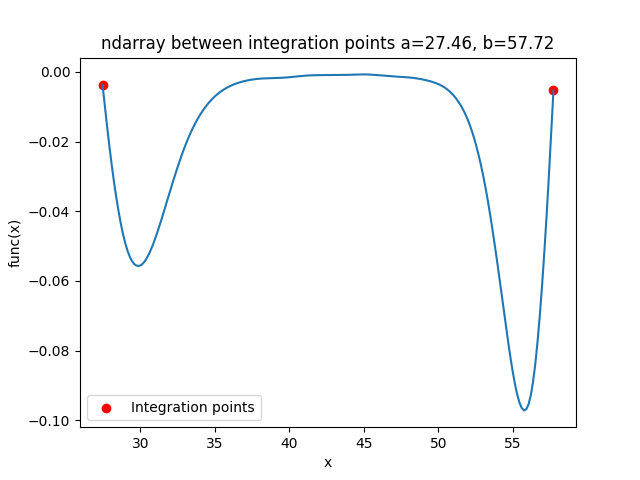 ndarray between integration points a=27.46, b=57.72
0.00
−0.02
−0.04
−0.06
−0.08
−0.10
func(x)
Integration points
30 35 40 45 50 55
x